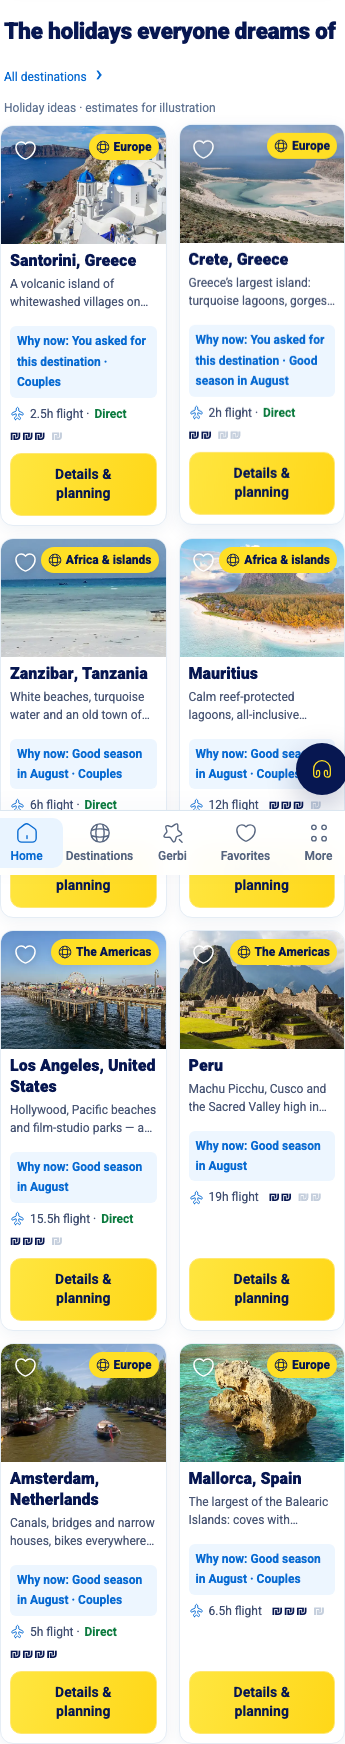 The holidays everyone dreams of
All destinations ›
Holiday ideas · estimates for illustration
Europe
Santorini, Greece
A volcanic island of
whitewashed villages on...
Why now: You asked for
this destination ·
Couples
2.5h flight · Direct
₪₪₪ ₪
Details &
planning
Europe
Crete, Greece
Greece's largest island:
turquoise lagoons, gorges...
Why now: You asked for
this destination · Good
season in August
2h flight · Direct
₪₪ ₪₪
Details &
planning
Africa & islands
Zanzibar, Tanzania
White beaches, turquoise
water and an old town of...
Why now: Good season
in August · Couples
6h flight · Direct
planning
Africa & islands
Mauritius
Calm reef-protected
lagoons, all-inclusive...
Why now: Good season
in August · Couples
12h flight ₪₪₪ ₪
planning
Home
Destinations
Gerbi
Favorites
More
The Americas
Los Angeles, United
States
Hollywood, Pacific beaches
and film-studio parks — a...
Why now: Good season
in August
15.5h flight · Direct
₪₪₪ ₪
Details &
planning
The Americas
Peru
Machu Picchu, Cusco and
the Sacred Valley high in...
Why now: Good season
in August
19h flight ₪₪ ₪₪
Details &
planning
Europe
Amsterdam,
Netherlands
Canals, bridges and narrow
houses, bikes everywhere...
Why now: Good season
in August · Couples
5h flight · Direct
₪₪₪₪
Details &
planning
Europe
Mallorca, Spain
The largest of the Balearic
Islands: coves with...
Why now: Good season
in August · Couples
6.5h flight ₪₪₪ ₪
Details &
planning